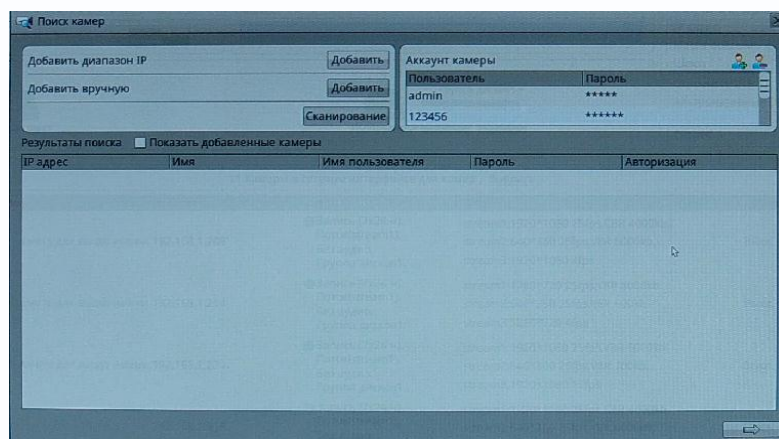 Поиск камер
Добавить диапазон IP Добавить
Добавить вручную Добавить
Сканирование
Аккаунт камеры
Пользователь Пароль
admin *****
123456 ******
Результаты поиска Показать добавленные камеры
IP адрес Имя Имя пользователя Пароль Авторизация